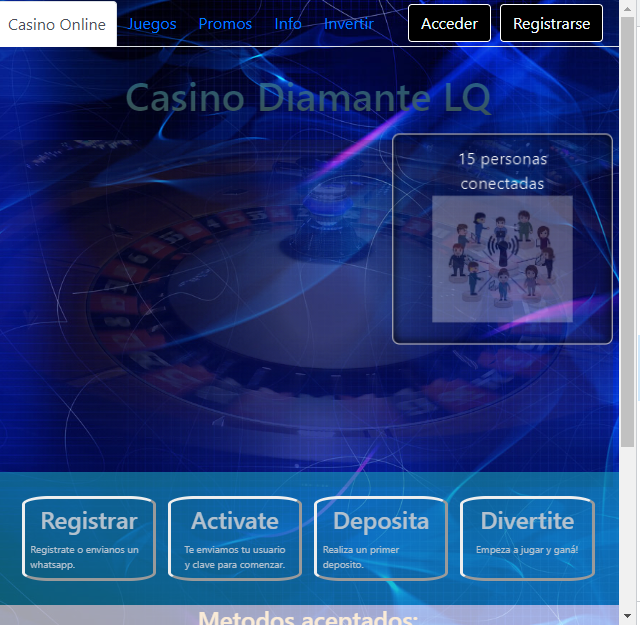 Casino Online Juegos Promos Info Invertir Acceder Registrarse
Casino Diamante LQ
15 personas
conectadas
Registrar Activate Deposita Divertite
Registrate o envianos un
whatsapp.
Te enviamos tu usuario
y clave para comenzar.
Realiza un primer
deposito.
Empeza a jugar y ganá!
Metodos aceptados: